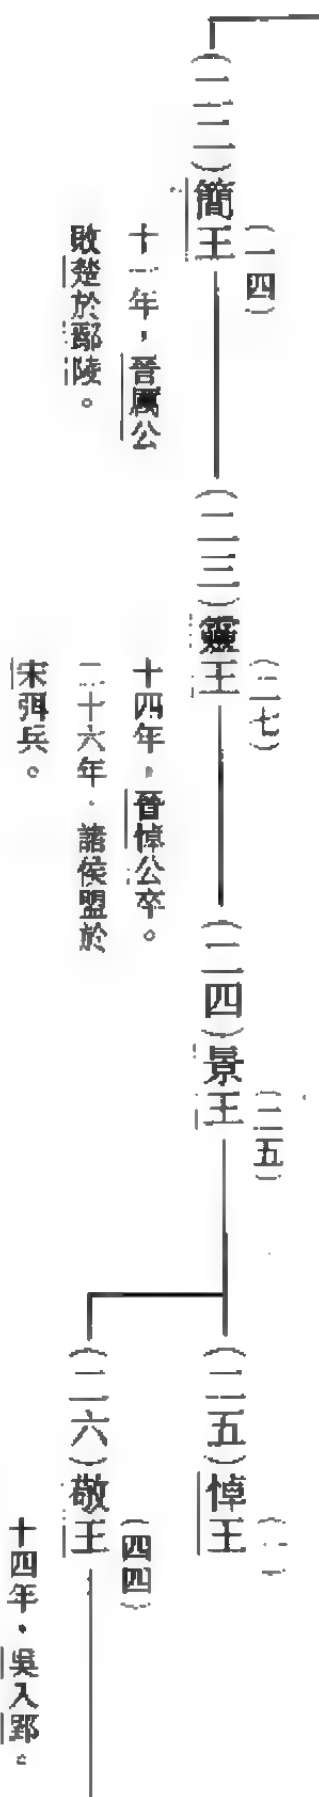 （二二）簡王
（一四）
十一年，晉厲公
敗楚於鄢陵。
（二三）靈王
（二七）
十四年，晉悼公卒。
二十六年，諸侯盟於
宋弭兵。
（二四）景王
（二五）
（二五）悼王
（二六）敬王
（四四）
十四年，吳入郢。